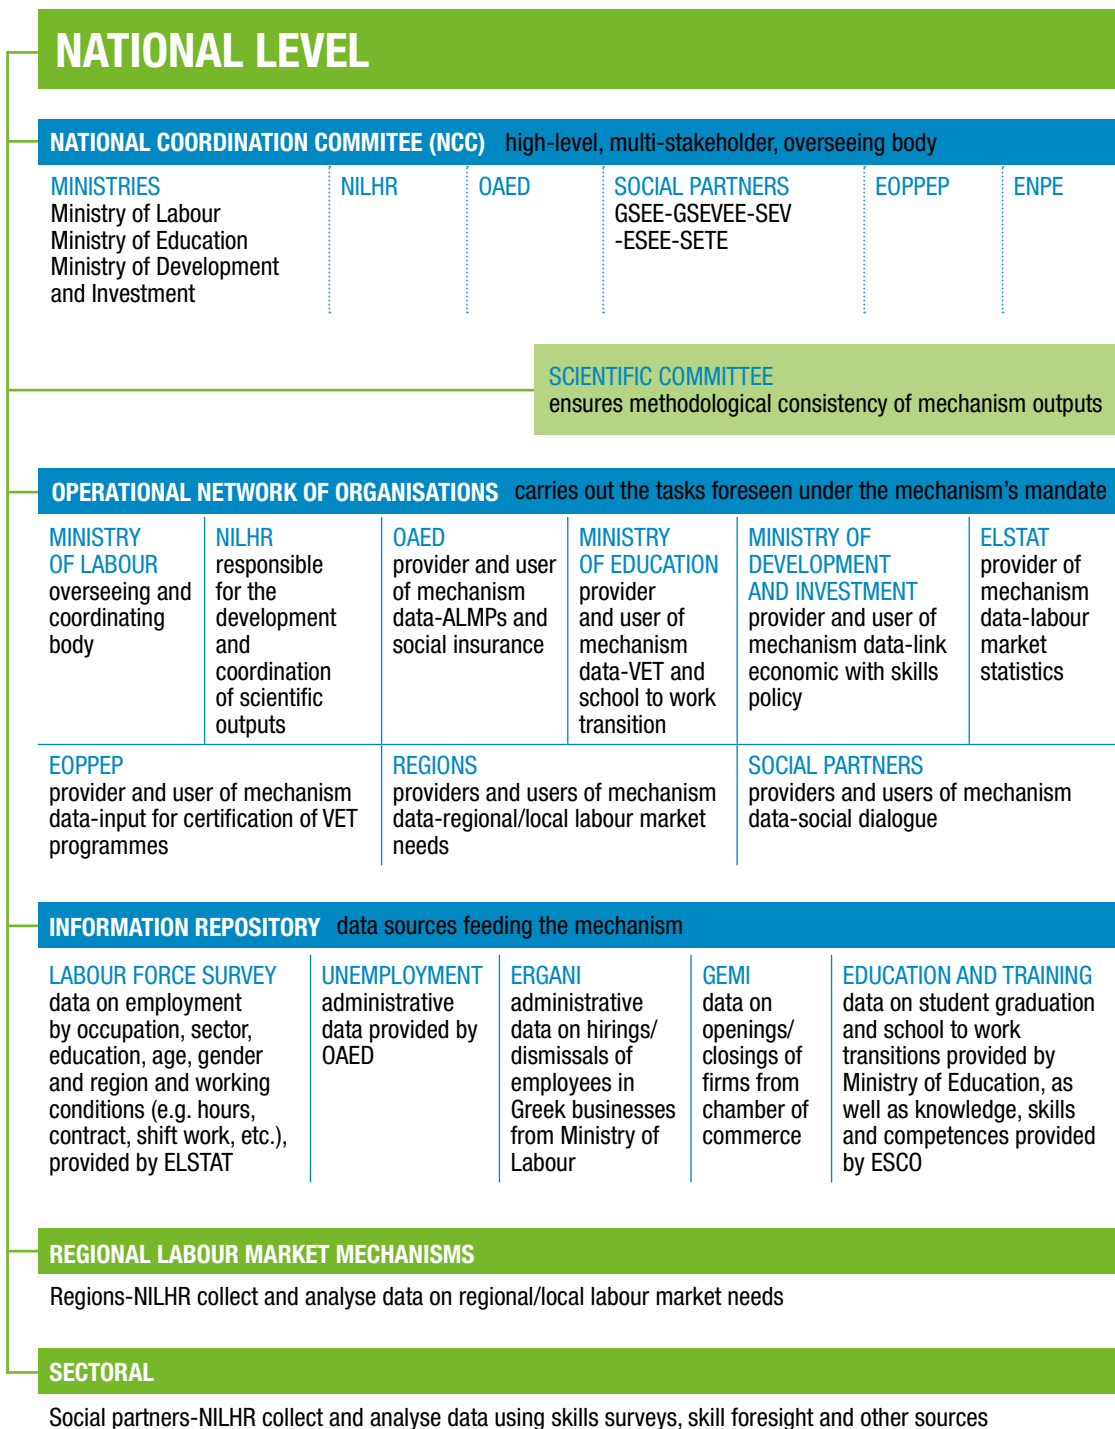 NATIONAL LEVEL
NATIONAL COORDINATION COMMITEE (NCC) high-level, multi-stakeholder, overseeing body
MINISTRIES
Ministry of Labour
Ministry of Education
Ministry of Development
and Investment
NILHR
OAED
SOCIAL PARTNERS
GSEE-GSEVEE-SEV
-ESEE-SETE
EOPPEP
ENPE
SCIENTIFIC COMMITTEE
ensures methodological consistency of mechanism outputs
OPERATIONAL NETWORK OF ORGANISATIONS carries out the tasks foreseen under the mechanism's mandate
MINISTRY
OF LABOUR
overseeing and
coordinating
body
NILHR
responsible
for the
development
and
coordination
of scientific
outputs
OAED
provider and user
of mechanism
data-ALMPs and
social insurance
MINISTRY
OF EDUCATION
provider
and user of
mechanism
data-VET and
school to work
transition
MINISTRY OF
DEVELOPMENT
AND INVESTMENT
provider and user of
mechanism data-link
economic with skills
policy
ELSTAT
provider of
mechanism
data-labour
market
statistics
EOPPEP
provider and user of mechanism
data-input for certification of VET
programmes
REGIONS
providers and users of mechanism
data-regional/local labour market
needs
SOCIAL PARTNERS
providers and users of mechanism
data-social dialogue
INFORMATION REPOSITORY data sources feeding the mechanism
LABOUR FORCE SURVEY
data on employment
by occupation, sector,
education, age, gender
and region and working
conditions (e.g. hours,
contract, shift work, etc.),
provided by ELSTAT
UNEMPLOYMENT
administrative
data provided by
OAED
ERGANI
administrative
data on hirings/
dismissals of
employees in
Greek businesses
from Ministry of
Labour
GEMI
data on
openings/
closings of
firms from
chamber of
commerce
EDUCATION AND TRAINING
data on student graduation
and school to work
transitions provided by
Ministry of Education, as
well as knowledge, skills
and competences provided
by ESCO
REGIONAL LABOUR MARKET MECHANISMS
Regions-NILHR collect and analyse data on regional/local labour market needs
SECTORAL
Social partners-NILHR collect and analyse data using skills surveys, skill foresight and other sources